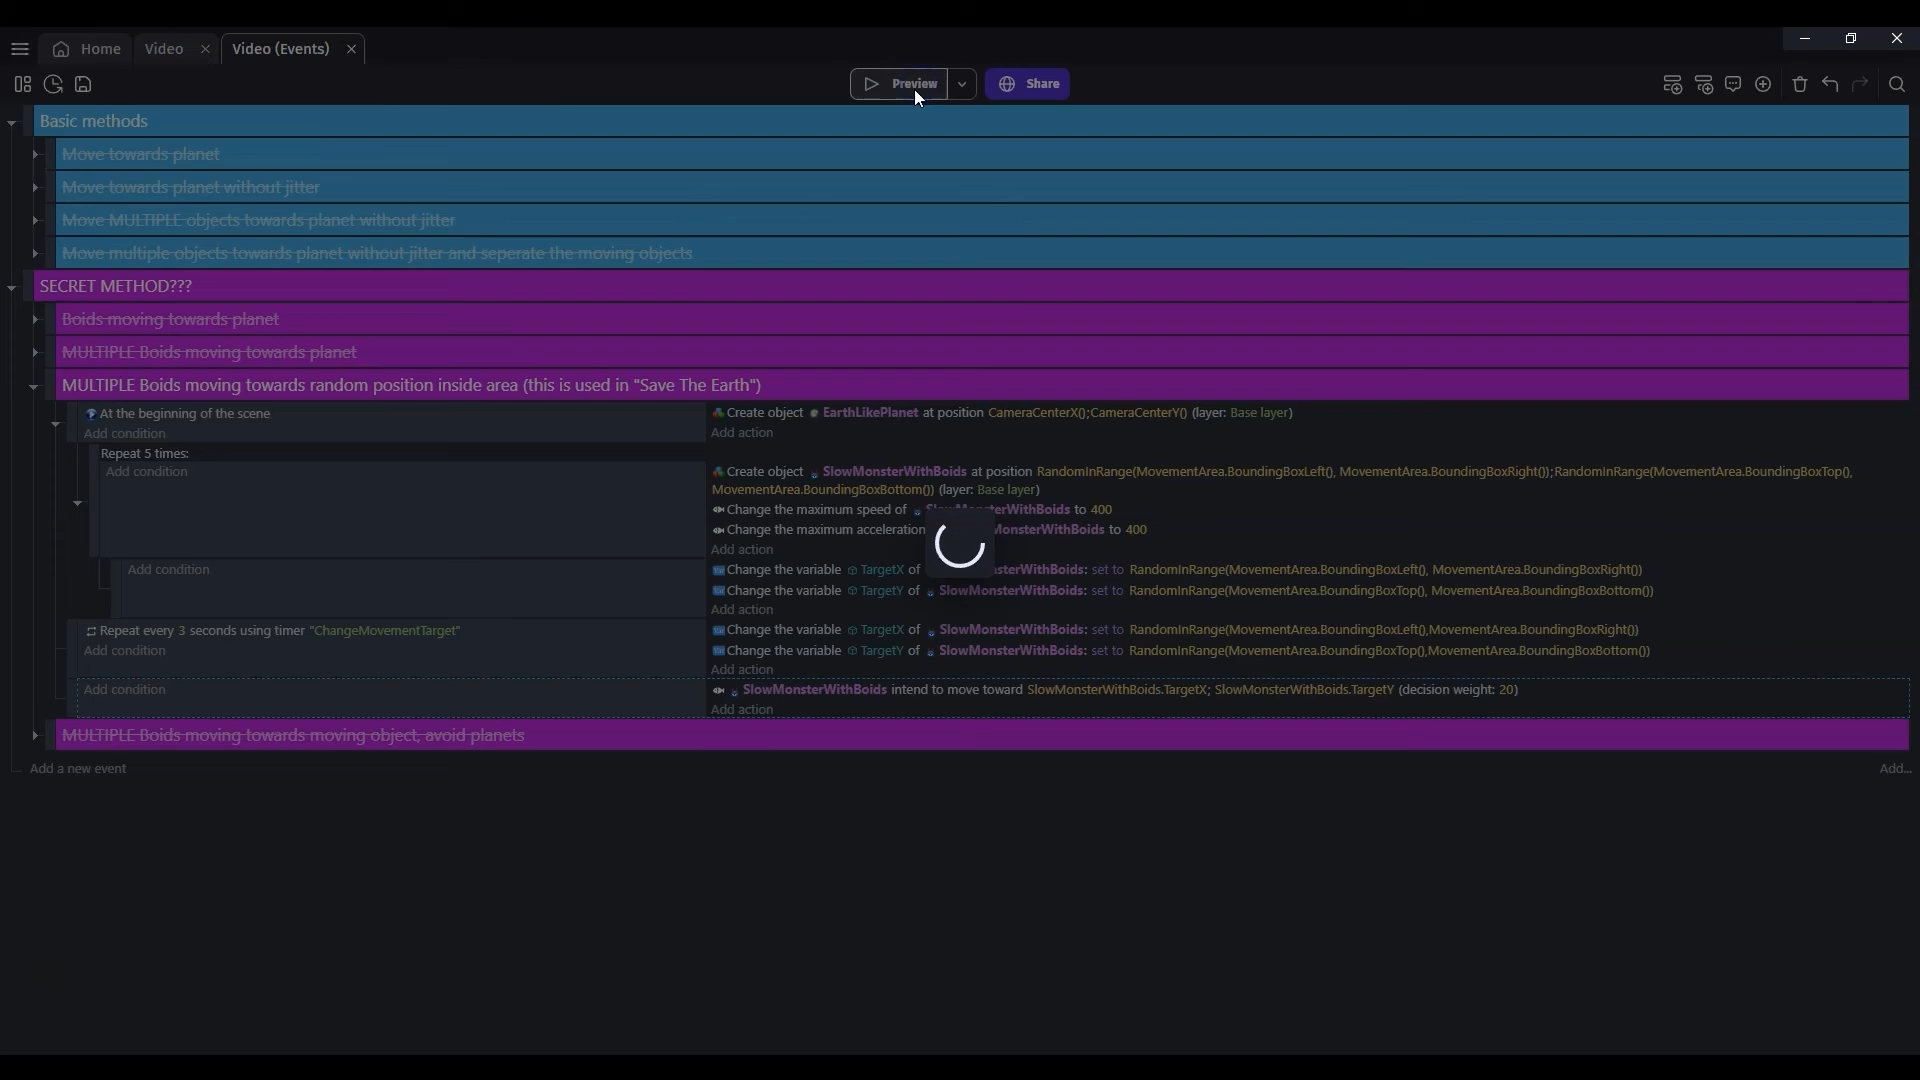 Home
Video
Video (Events)
Preview
Share
Basic methods
Move towards planet
Move towards planet without jitter
Move MULTIPLE objects towards planet without jitter
Move multiple objects towards planet without jitter and seperate the moving objects
SECRET METHOD???
Boids moving towards planet
MULTIPLE Boids moving towards planet
MULTIPLE Boids moving towards random position inside area (this is used in "Save The Earth")
At the beginning of the scene
Add condition
Create object EarthLikePlanet at position CameraCenterX();CameraCenterY() (layer: Base layer)
Add action
Repeat 5 times:
Add condition
Create object SlowMonsterWithBoids at position RandomInRange(MovementArea.BoundingBoxLeft(), MovementArea.BoundingBoxRight());RandomInRange(MovementArea.BoundingBoxTop(),
MovementArea.BoundingBoxBottom()) (layer: Base layer)
Change the maximum speed of SlowMonsterWithBoids to 400
Change the maximum acceleration MonsterWithBoids to 400
Add action
Add condition
Change the variable TargetX of sterWithBoids: set to RandomInRange(MovementArea.BoundingBoxLeft(), MovementArea.BoundingBoxRight())
Change the variable TargetY of SlowMonsterWithBoids: set to RandomInRange(MovementArea.BoundingBoxTop(), MovementArea.BoundingBoxBottom())
Add action
Repeat every 3 seconds using timer "ChangeMovementTarget"
Add condition
Change the variable TargetX of SlowMonsterWithBoids: set to RandomInRange(MovementArea.BoundingBoxLeft(),MovementArea.BoundingBoxRight())
Change the variable TargetY of SlowMonsterWithBoids: set to RandomInRange(MovementArea.BoundingBoxTop(),MovementArea.BoundingBoxBottom())
Add action
Add condition
SlowMonsterWithBoids intend to move toward SlowMonsterWithBoids.TargetX; SlowMonsterWithBoids.TargetY (decision weight: 20)
Add action
MULTIPLE Boids moving towards moving object, avoid planets
Add a new event
Add...